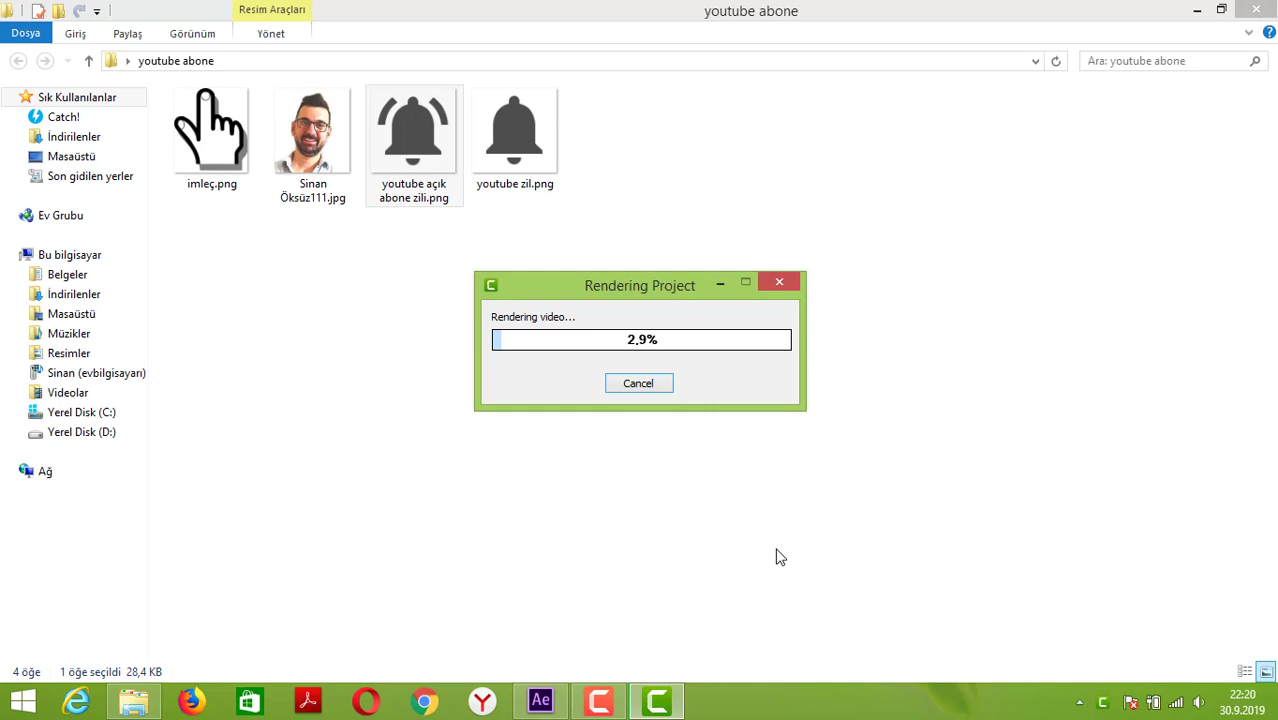 Resim Araçları
youtube abone
Dosya
Giriş
Paylaş
Görünüm
Yönet
youtube abone
Ara: youtube abone
Sık Kullanılanlar
Catch!
İndirilenler
Masaüstü
Son gidilen yerler
Ev Grubu
Bu bilgisayar
Belgeler
İndirilenler
Masaüstü
Müzikler
Resimler
Sinan (evbilgisayarı)
Videolar
Yerel Disk (C:)
Yerel Disk (D:)
Ağ
imleç.png
Sinan
Öksüz111.jpg
youtube açık
abone zili.png
youtube zil.png
Rendering Project
Rendering video...
2,9%
Cancel
4 öğe
1 öğe seçildi 28,4 KB
Ae
22:20
30.9.2019